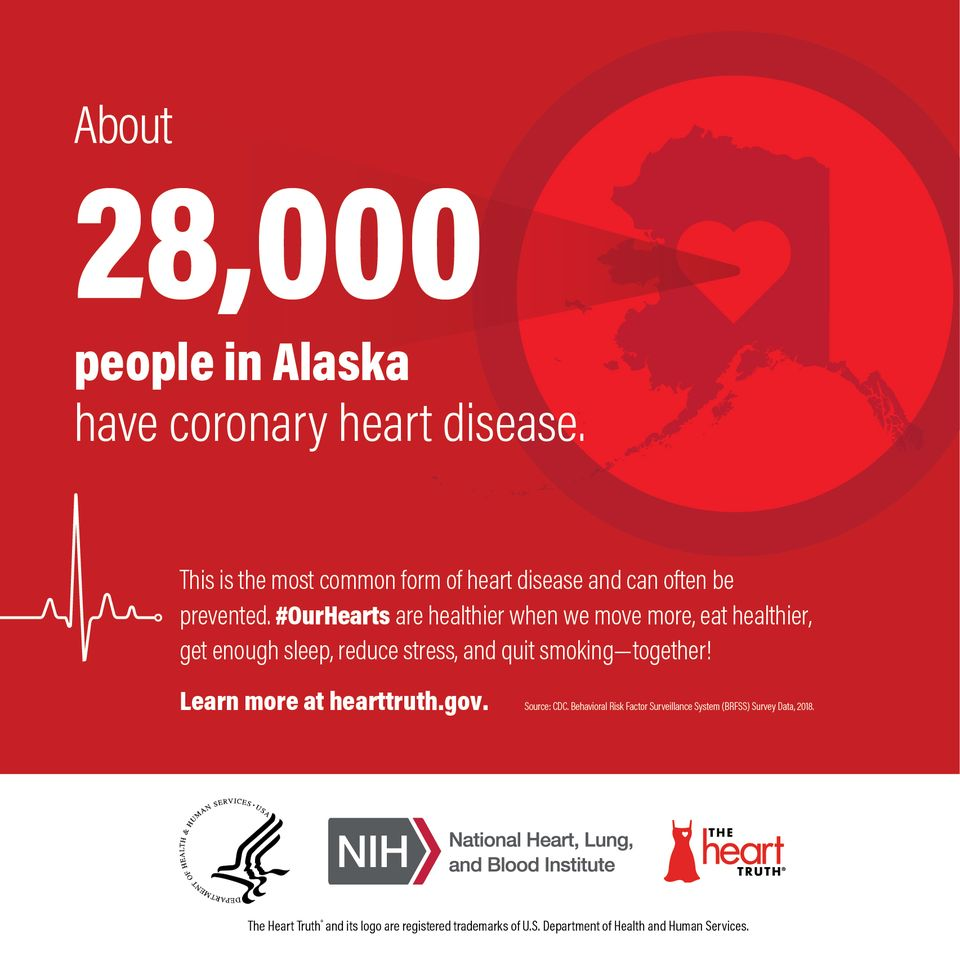 About
28,000
people in Alaska
have coronary heart disease.
This is the most common form of heart disease and can often be
prevented. #OurHearts are healthier when we move more, eat healthier,
get enough sleep, reduce stress, and quit smoking—together!
Learn more at hearttruth.gov.
Source: CDC. Behavioral Risk Factor Surveillance System (BRFSS) Survey Data, 2018.
DEPARTMENT OF HEALTH & HUMAN SERVICES • USA
NIH
National Heart, Lung,
and Blood Institute
THE
heart
TRUTH®
The Heart Truth® and its logo are registered trademarks of U.S. Department of Health and Human Services.